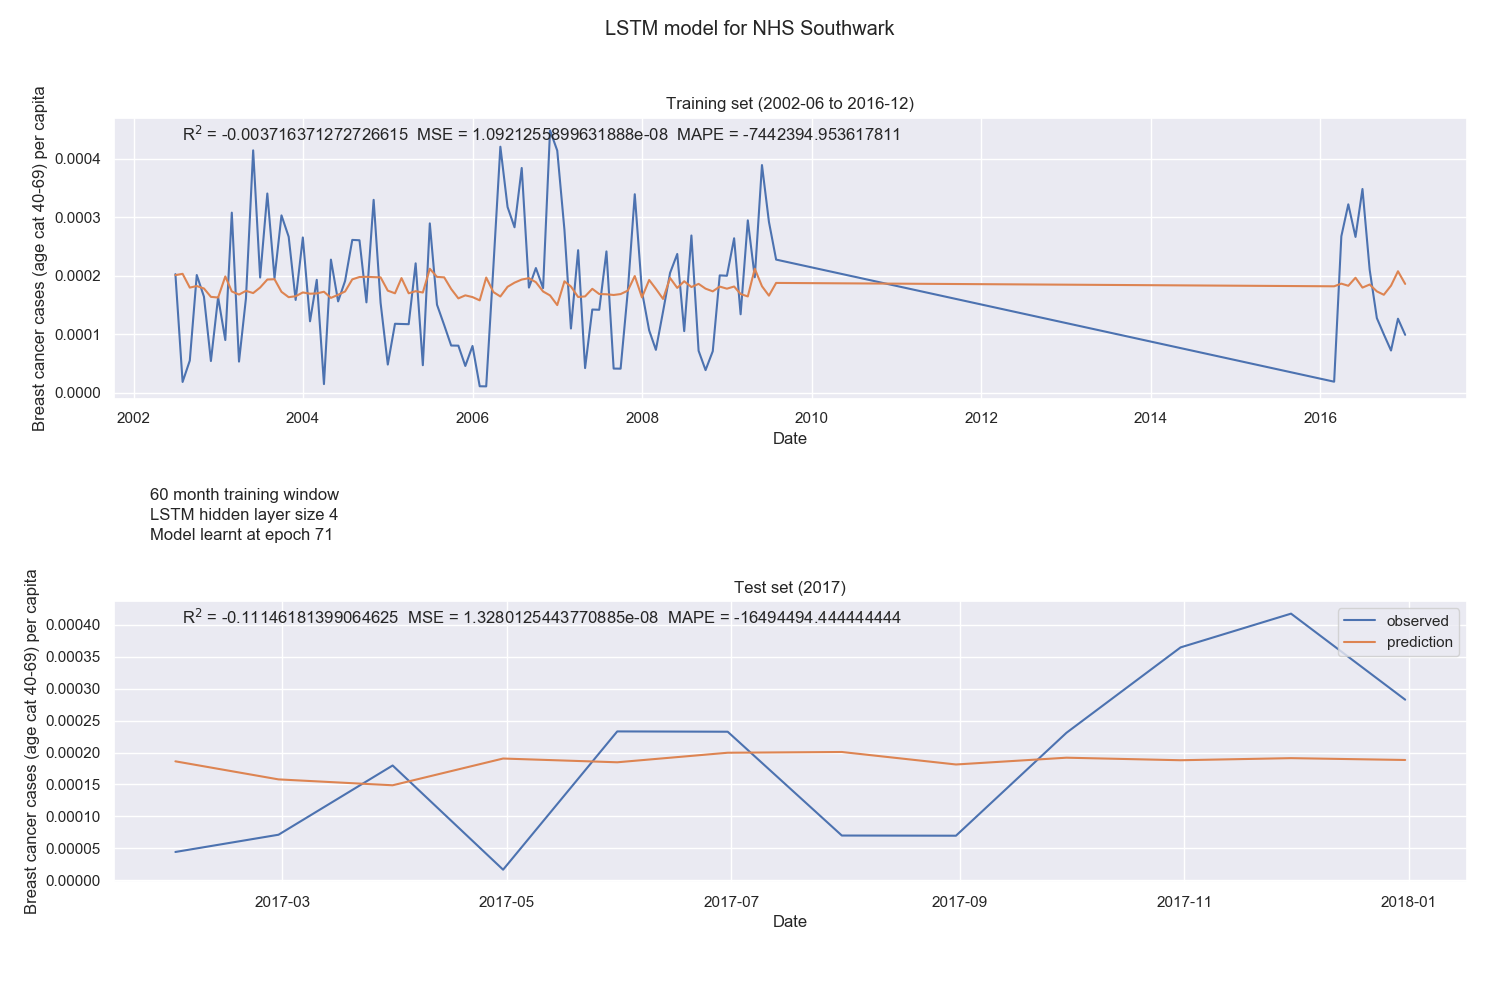 LSTM model for NHS Southwark
Training set (2002-06 to 2016-12)
R² = -0.003716371272726615 MSE = 1.0921255899631888e-08 MAPE = -7442394.953617811
Breast cancer cases (age cat 40-69) per capita
0.0004
0.0003
0.0002
0.0001
0.0000
2002 2004 2006 2008 2010 2012 2014 2016
Date
60 month training window
LSTM hidden layer size 4
Model learnt at epoch 71
Test set (2017)
R² = -0.11146181399064625 MSE = 1.3280125443770885e-08 MAPE = -16494494.444444444
observed
prediction
Breast cancer cases (age cat 40-69) per capita
0.00040
0.00035
0.00030
0.00025
0.00020
0.00015
0.00010
0.00005
0.00000
2017-03 2017-05 2017-07 2017-09 2017-11 2018-01
Date